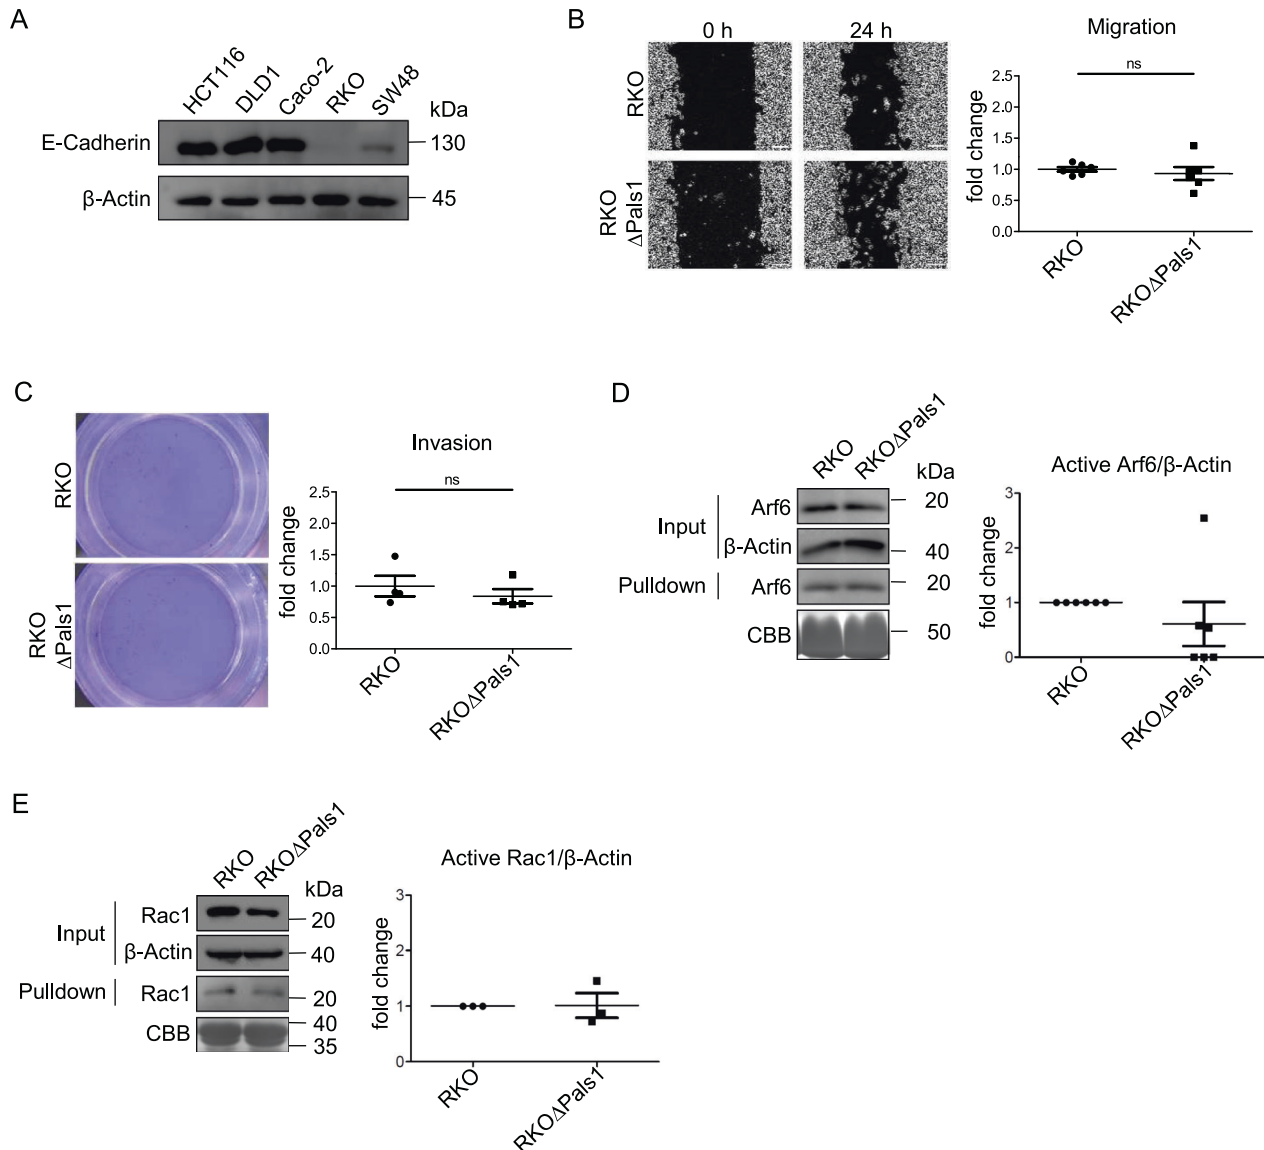 A
HCT116
DLD1
Caco-2
RKO
SW48
kDa
E-Cadherin
130
β-Actin
45
B
0 h
24 h
RKO
RKO
ΔPals1
Migration
ns
fold change
2.5
2.0
1.5
1.0
0.5
0.0
RKO
RKOΔPals1
C
RKO
RKO
ΔPals1
Invasion
ns
fold change
2.5
2.0
1.5
1.0
0.5
0.0
RKO
RKOΔPals1
D
RKO
RKOΔPals1
kDa
Input
Arf6
20
β-Actin
40
Pulldown
Arf6
20
CBB
50
Active Arf6/β-Actin
fold change
3
2
1
0
RKO
RKOΔPals1
E
RKO
RKOΔPals1
kDa
Input
Rac1
20
β-Actin
40
Pulldown
Rac1
20
CBB
40
35
Active Rac1/β-Actin
fold change
3
2
1
0
RKO
RKOΔPals1